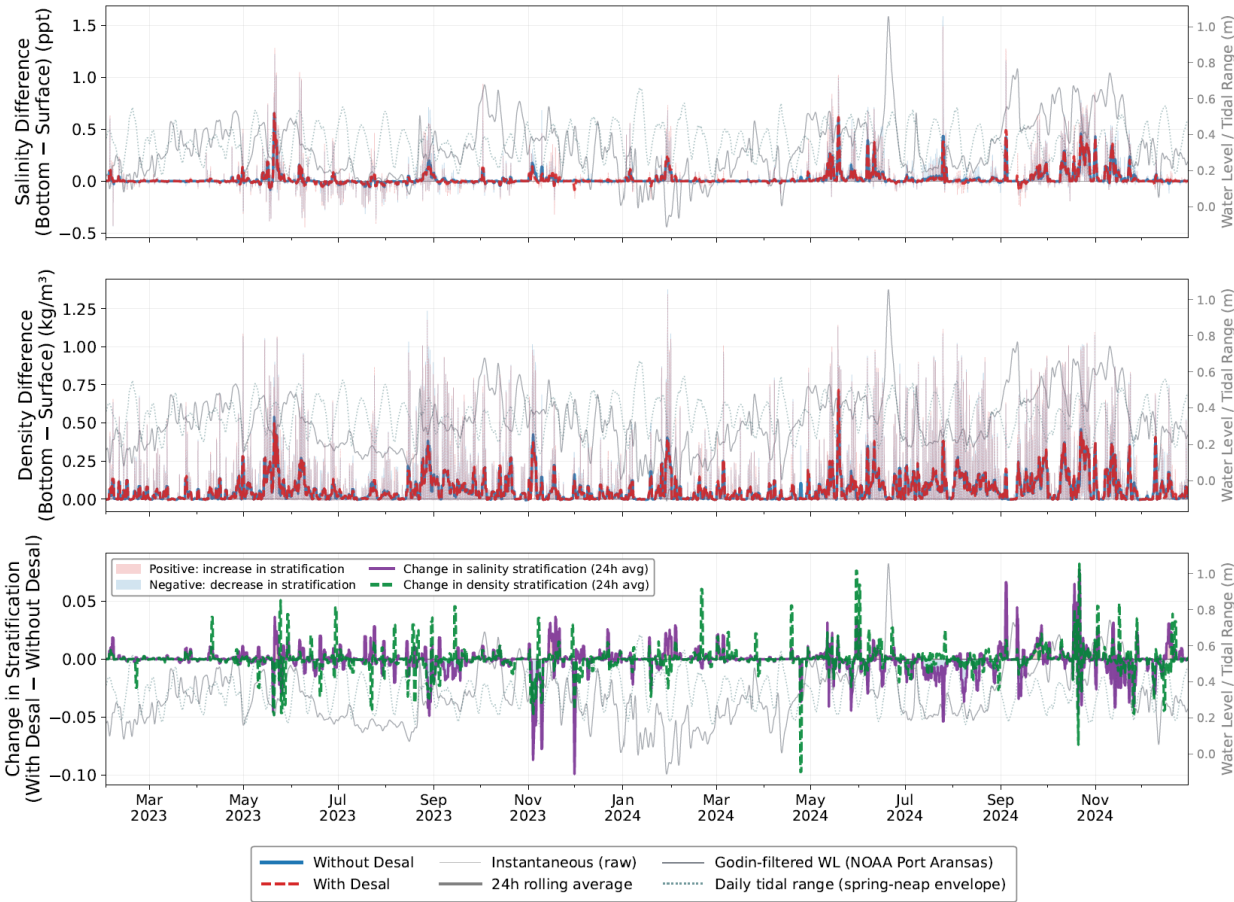 Salinity Difference
(Bottom − Surface) (ppt)
1.5
1.0
0.5
0.0
−0.5
Water Level / Tidal Range (m)
1.0
0.8
0.6
0.4
0.2
0.0
Density Difference
(Bottom − Surface) (kg/m³)
1.25
1.00
0.75
0.50
0.25
0.00
Water Level / Tidal Range (m)
1.0
0.8
0.6
0.4
0.2
0.0
Change in Stratification
(With Desal − Without Desal)
0.05
0.00
−0.05
−0.10
Positive: increase in stratification
Negative: decrease in stratification
Change in salinity stratification (24h avg)
Change in density stratification (24h avg)
Water Level / Tidal Range (m)
1.0
0.8
0.6
0.4
0.2
0.0
Mar
2023
May
2023
Jul
2023
Sep
2023
Nov
2023
Jan
2024
Mar
2024
May
2024
Jul
2024
Sep
2024
Nov
2024
Without Desal
With Desal
Instantaneous (raw)
24h rolling average
Godin-filtered WL (NOAA Port Aransas)
Daily tidal range (spring-neap envelope)